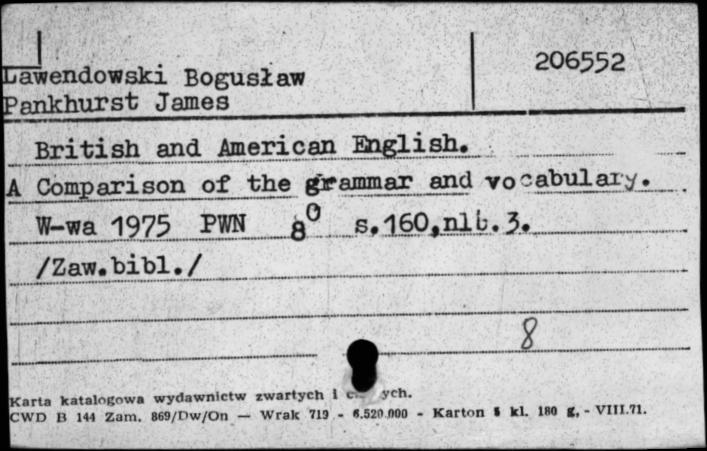 206552
Lawendowski Bogusław
Pankhurst James
British and American English.
A Comparison of the grammar and vocabulary.
W-wa 1975 PWN 8⁰ s.160,nlb.3.
/Zaw.bibl./
8
Karta katalogowa wydawnictw zwartych i
CWD B 144 Zam. 869/Dw/On — Wrak 719 - 6.520.000 - Karton kl. 180 g, - VIII.71.